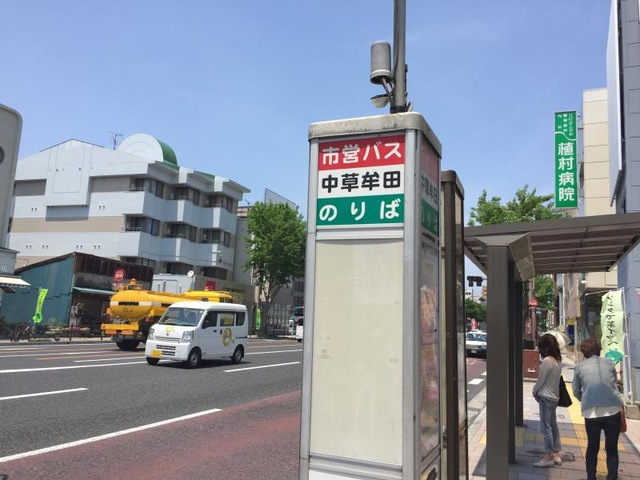 市営バス
中草牟田
のりば
植村病院